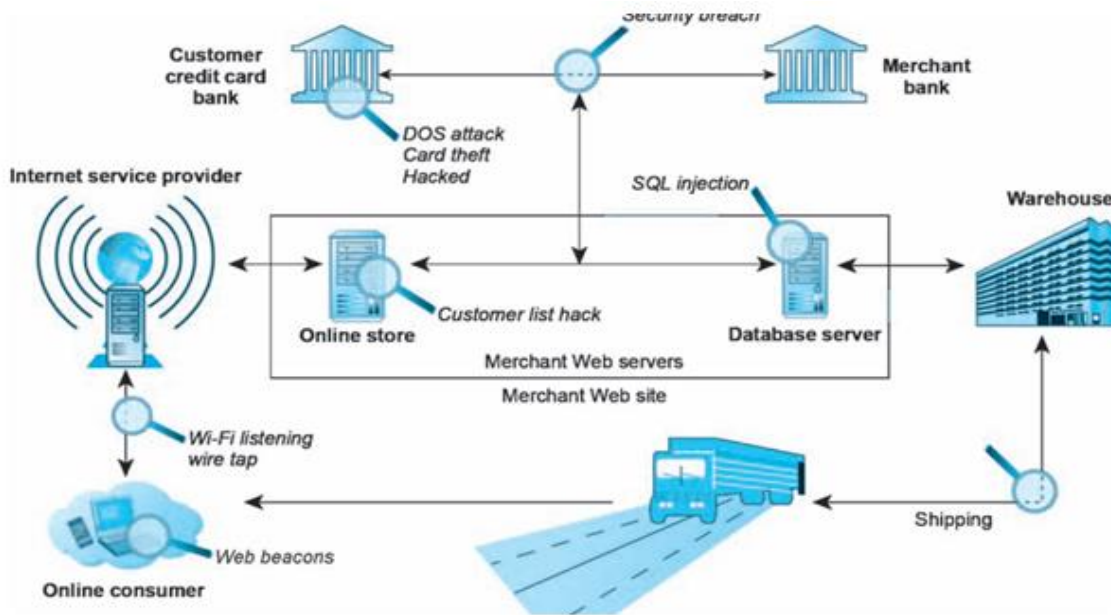 Security breach
Customer
credit card
bank
Merchant
bank
DOS attack
Card theft
Hacked
Internet service provider
SQL injection
Warehouse
Customer list hack
Online store
Database server
Merchant Web servers
Merchant Web site
Wi-Fi listening
wire tap
Shipping
Web beacons
Online consumer